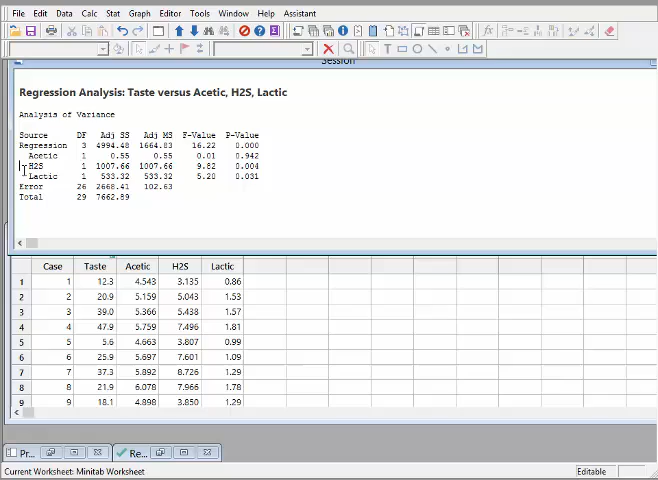 File Edit Data Calc Stat Graph Editor Tools Window Help Assistant
Session
Regression Analysis: Taste versus Acetic, H2S, Lactic
Analysis of Variance
Source DF Adj SS Adj MS F-Value P-Value
Regression 3 4994.48 1664.83 16.22 0.000
Acetic 1 0.55 0.55 0.01 0.942
H2S 1 1007.66 1007.66 9.82 0.004
Lactic 1 533.32 533.32 5.20 0.031
Error 26 2668.41 102.63
Total 29 7662.89
Case Taste Acetic H2S Lactic
1 1 12.3 4.543 3.135 0.86
2 2 20.9 5.159 5.043 1.53
3 3 39.0 5.366 5.438 1.57
4 4 47.9 5.759 7.496 1.81
5 5 5.6 4.663 3.807 0.99
6 6 25.9 5.697 7.601 1.09
7 7 37.3 5.892 8.726 1.29
8 8 21.9 6.078 7.966 1.78
9 9 18.1 4.898 3.850 1.29
Pr... Re...
Current Worksheet: Minitab Worksheet Editable